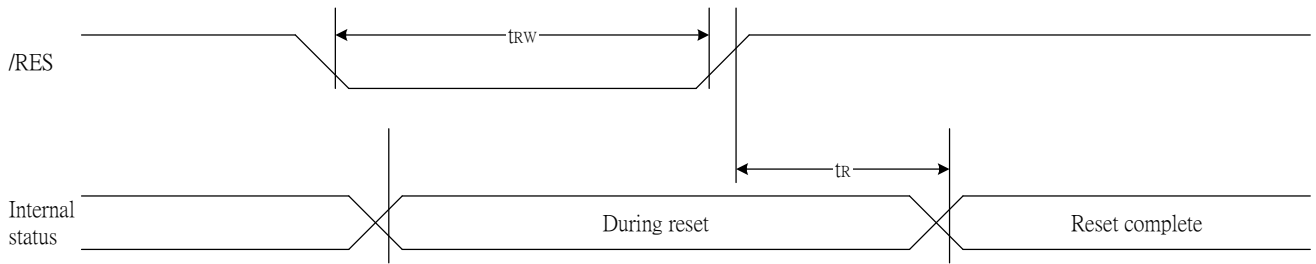 tRW
/RES
tR
Internal
status
During reset
Reset complete